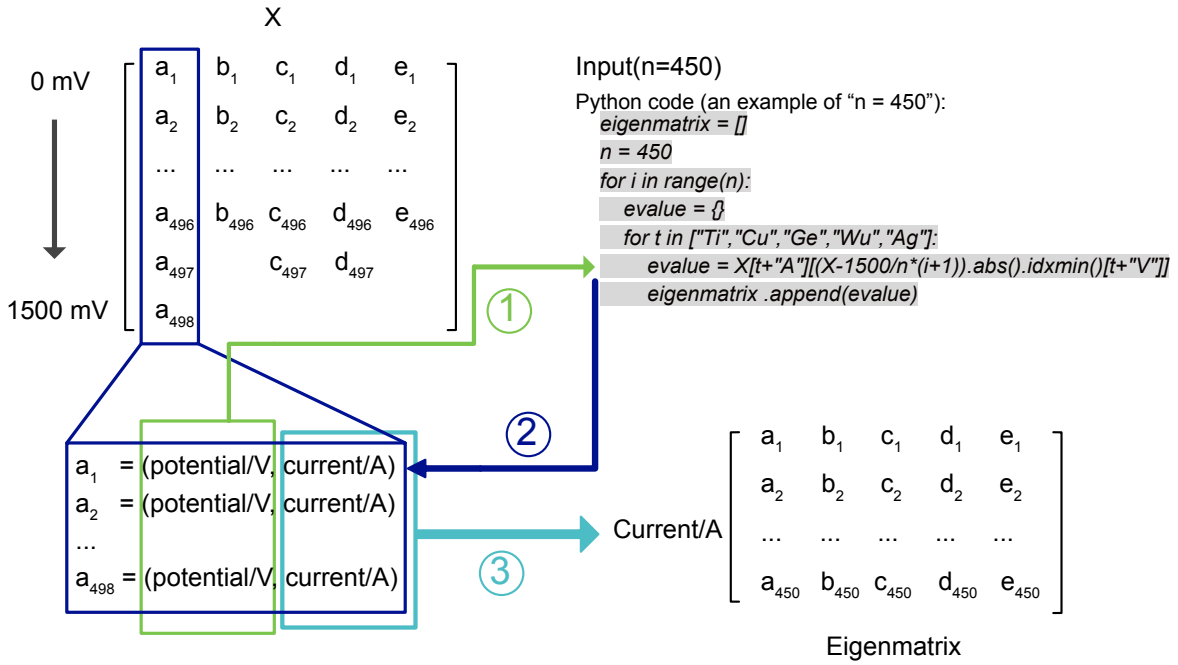 X
0 mV
1500 mV
a1 b1 c1 d1 e1
a2 b2 c2 d2 e2
... ... ... ... ...
a496 b496 c496 d496 e496
a497 c497 d497
a498
Input(n=450)
Python code (an example of “n = 450”):
eigenmatrix = []
n = 450
for i in range(n):
evalue = {}
for t in ["Ti","Cu","Ge","Wu","Ag"]:
evalue = X[t+"A"][(X-1500/n*(i+1)).abs().idxmin()[t+"V"]]
eigenmatrix .append(evalue)
1
2
3
a1 = (potential/V, current/A)
a2 = (potential/V, current/A)
...
a498 = (potential/V, current/A)
Current/A
a1 b1 c1 d1 e1
a2 b2 c2 d2 e2
... ... ... ... ...
a450 b450 c450 d450 e450
Eigenmatrix